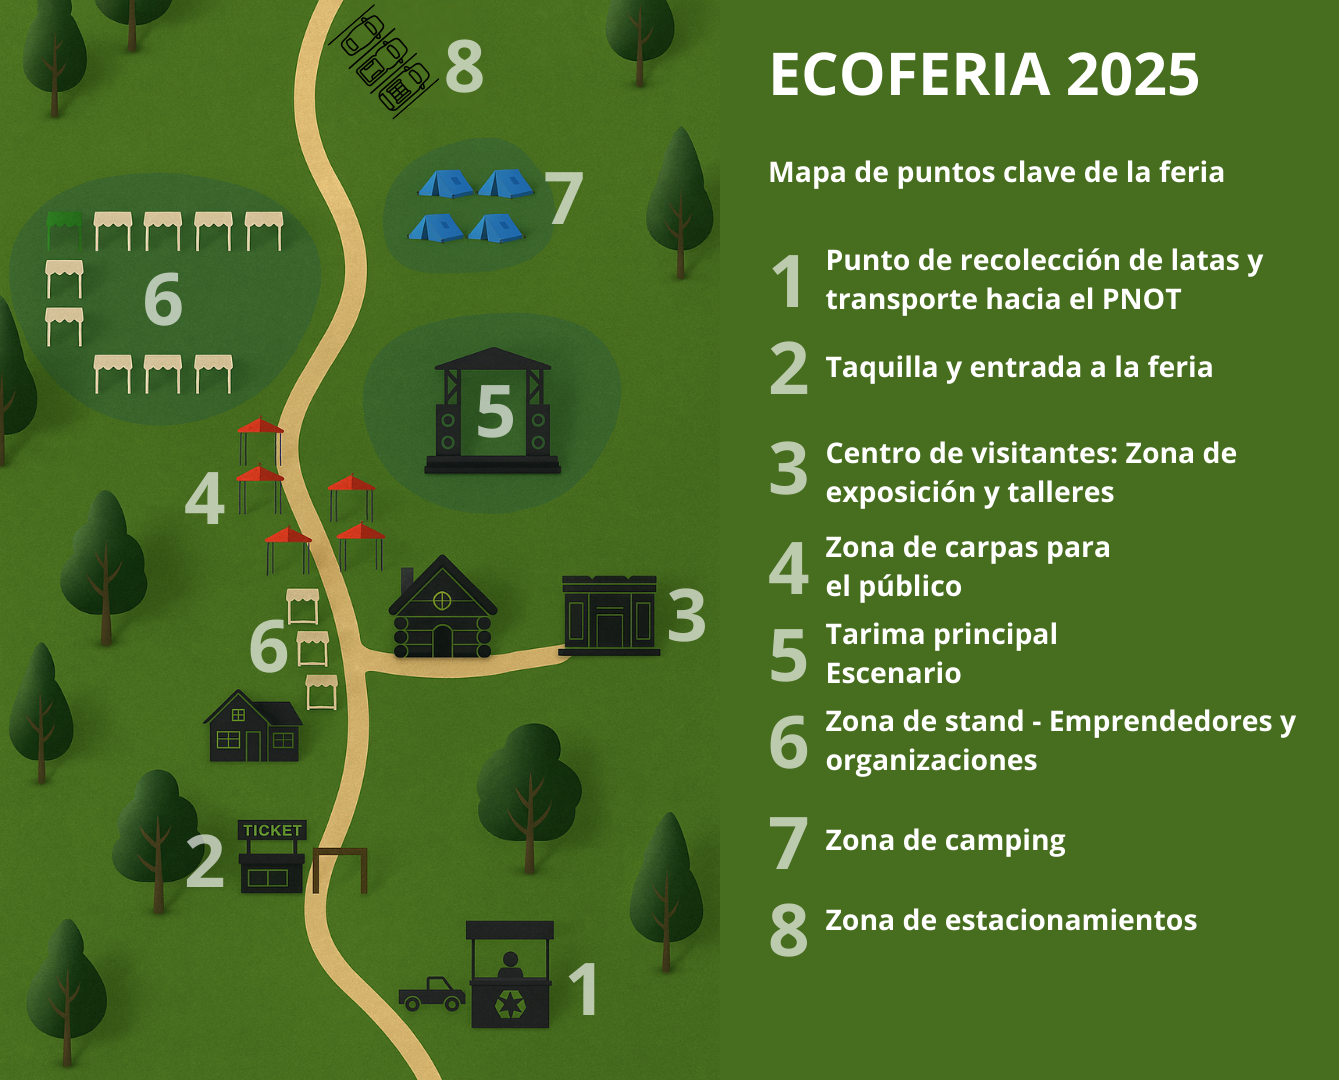 ECOFERIA 2025
Mapa de puntos clave de la feria
1 Punto de recolección de latas y
transporte hacia el PNOT
2 Taquilla y entrada a la feria
3 Centro de visitantes: Zona de
exposición y talleres
4 Zona de carpas para
el público
5 Tarima principal
Escenario
6 Zona de stand - Emprendedores y
organizaciones
7 Zona de camping
8 Zona de estacionamientos
8
7
6
5
4
3
6
TICKET
2
1